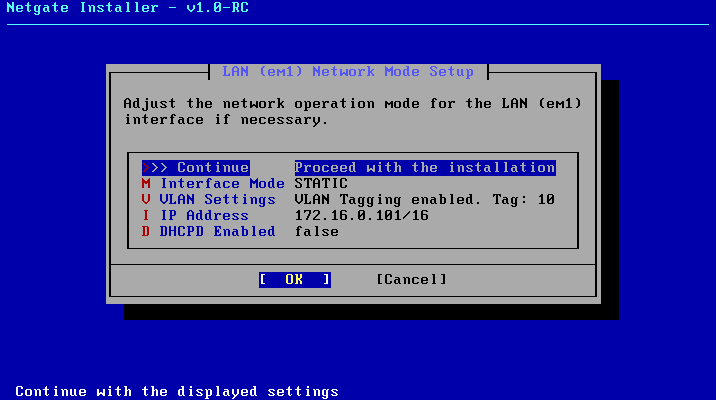 Netgate Installer - v1.0-RC
LAN (em1) Network Mode Setup
Adjust the network operation mode for the LAN (em1)
interface if necessary.
>>> Continue Proceed with the installation
M Interface Mode STATIC
V VLAN Settings VLAN Tagging enabled. Tag: 10
I IP Address 172.16.0.101/16
D DHCPD Enabled false
[ OK ] [Cancel]
Continue with the displayed settings